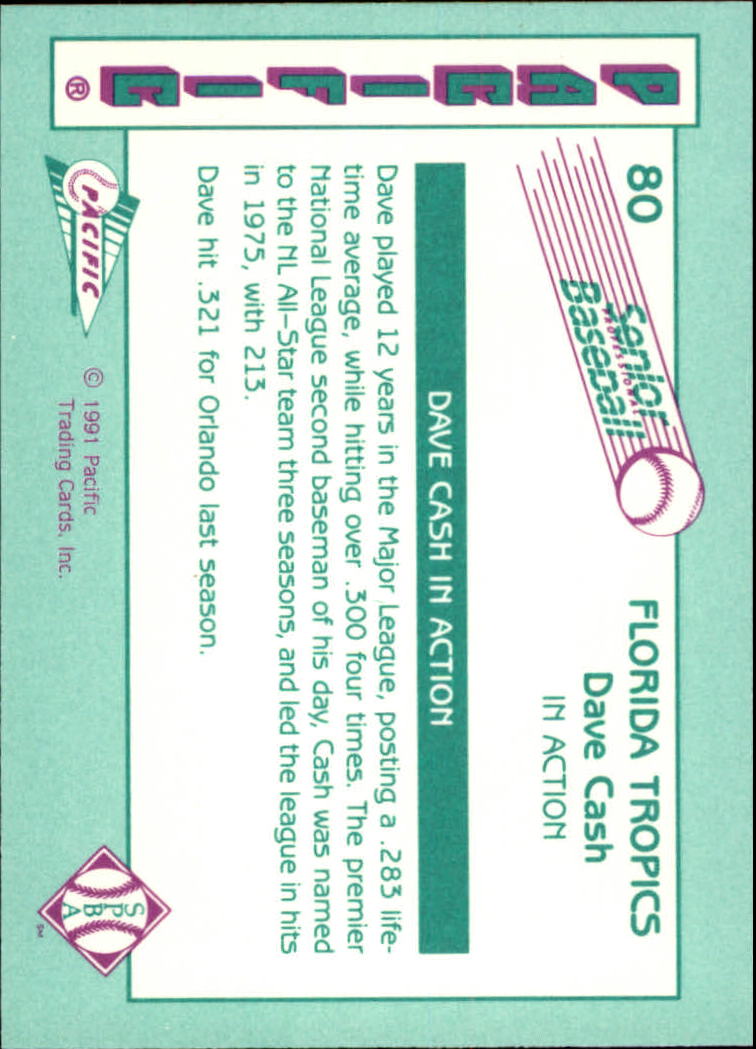 PACIFIC®
80
Senior
PROFESSIONAL
Baseball
FLORIDA TROPICS
Dave Cash
IN ACTION
DAVE CASH IN ACTION
Dave played 12 years in the Major League, posting a .283 life-
time average, while hitting over .300 four times. The premier
National League second baseman of his day, Cash was named
to the NL All-Star team three seasons, and led the league in hits
in 1975, with 213.
Dave hit .321 for Orlando last season.
PACIFIC
© 1991 Pacific
Trading Cards, Inc.
SPBA
SM